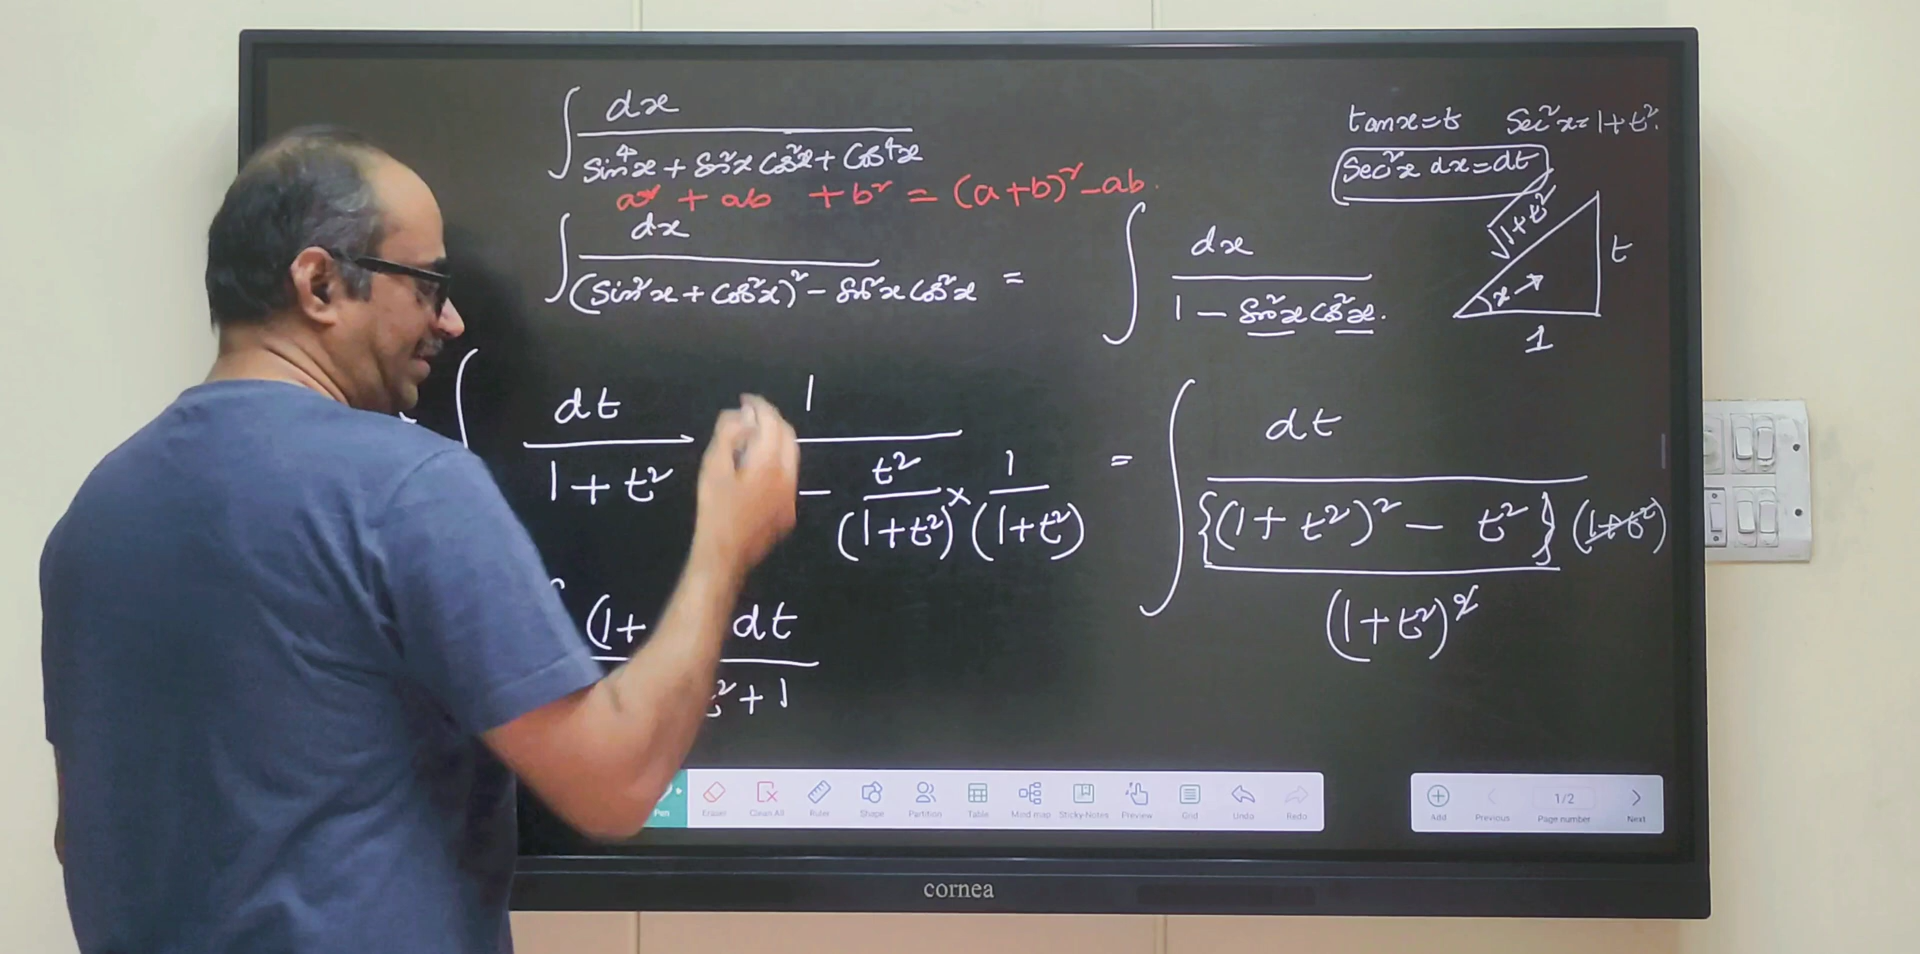 ∫ dx / (Sin⁴x + Sin²x Cos²x + Cos⁴x)
a² + ab + b² = (a+b)² - ab.
∫ dx / ((Sin²x + Cos²x)² - Sin²x Cos²x) = ∫ dx / (1 - Sin²x Cos²x).
tan x = t Sec²x = 1+t².
Sec²x dx = dt
√1+t²
t
x →
1
∫ dt / (1+t²) 1 / (- t²/(1+t²) × 1/(1+t²)) = ∫ dt / ({(1+t²)² - t²} (1+t²) / (1+t²)²)
(1+ dt / ² + 1
Pen Eraser Clean All Ruler Shape Partition Table Mind map Sticky-Notes Preview Grid Undo Redo
Add Previous 1/2 Page number Next
cornea